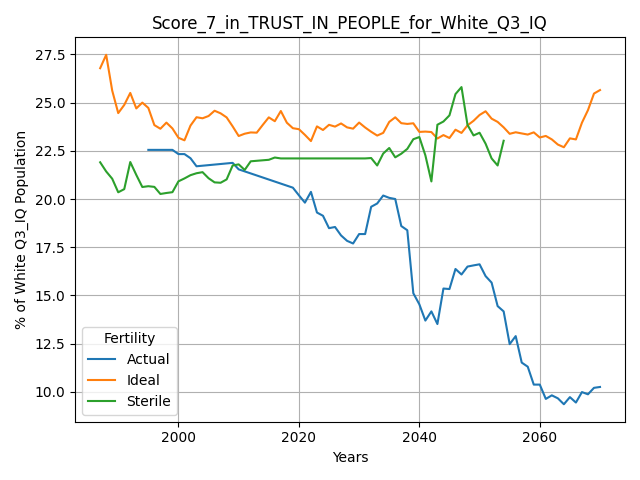 Score_7_in_TRUST_IN_PEOPLE_for_White_Q3_IQ
% of White Q3_IQ Population
27.5
25.0
22.5
20.0
17.5
15.0
12.5
10.0
Fertility
Actual
Ideal
Sterile
2000
2020
2040
2060
Years